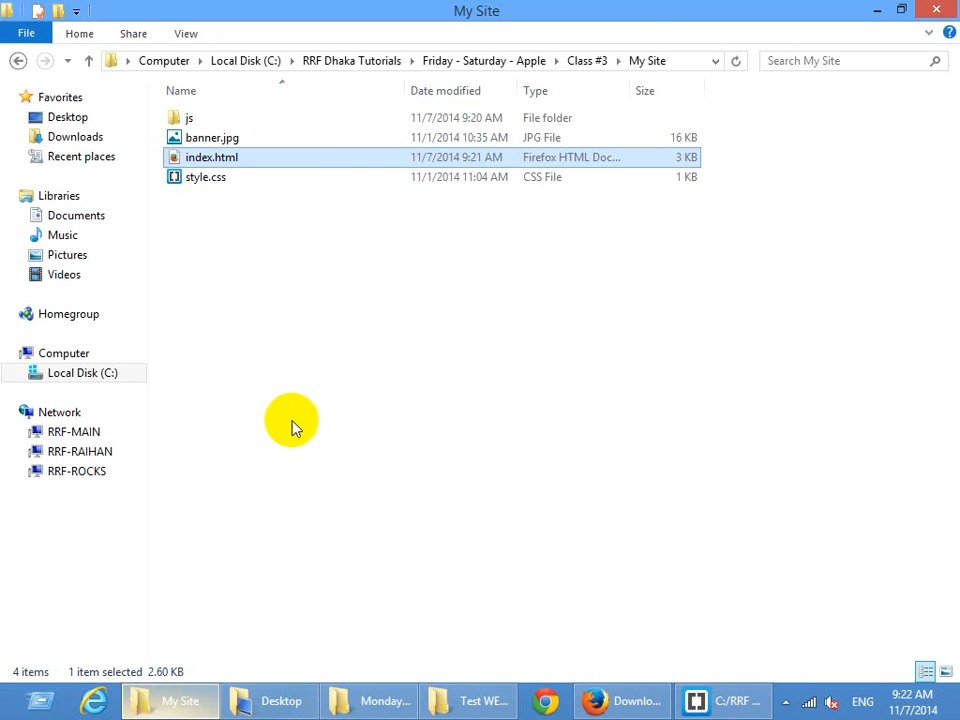 My Site
File Home Share View
Computer Local Disk (C:) RRF Dhaka Tutorials Friday - Saturday - Apple Class #3 My Site Search My Site
Name Date modified Type Size
js 11/7/2014 9:20 AM File folder
banner.jpg 11/1/2014 10:35 AM JPG File 16 KB
index.html 11/7/2014 9:21 AM Firefox HTML Doc... 3 KB
style.css 11/1/2014 11:04 AM CSS File 1 KB
Favorites
Desktop
Downloads
Recent places
Libraries
Documents
Music
Pictures
Videos
Homegroup
Computer
Local Disk (C:)
Network
RRF-MAIN
RRF-RAIHAN
RRF-ROCKS
4 items 1 item selected 2.60 KB
My Site Desktop Monday... Test WE... Downlo... C:/RRF ... ENG 9:22 AM
11/7/2014